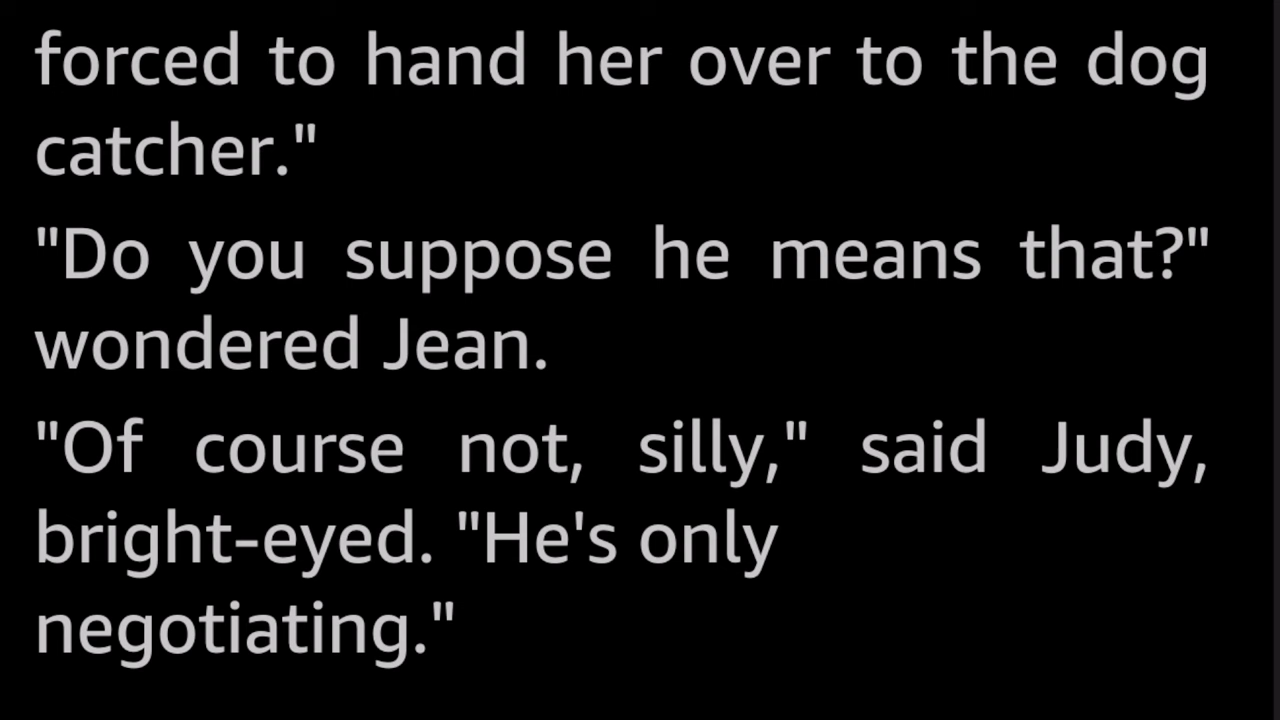 forced to hand her over to the dog
catcher."
"Do you suppose he means that?"
wondered Jean.
"Of course not, silly," said Judy,
bright-eyed. "He's only
negotiating."